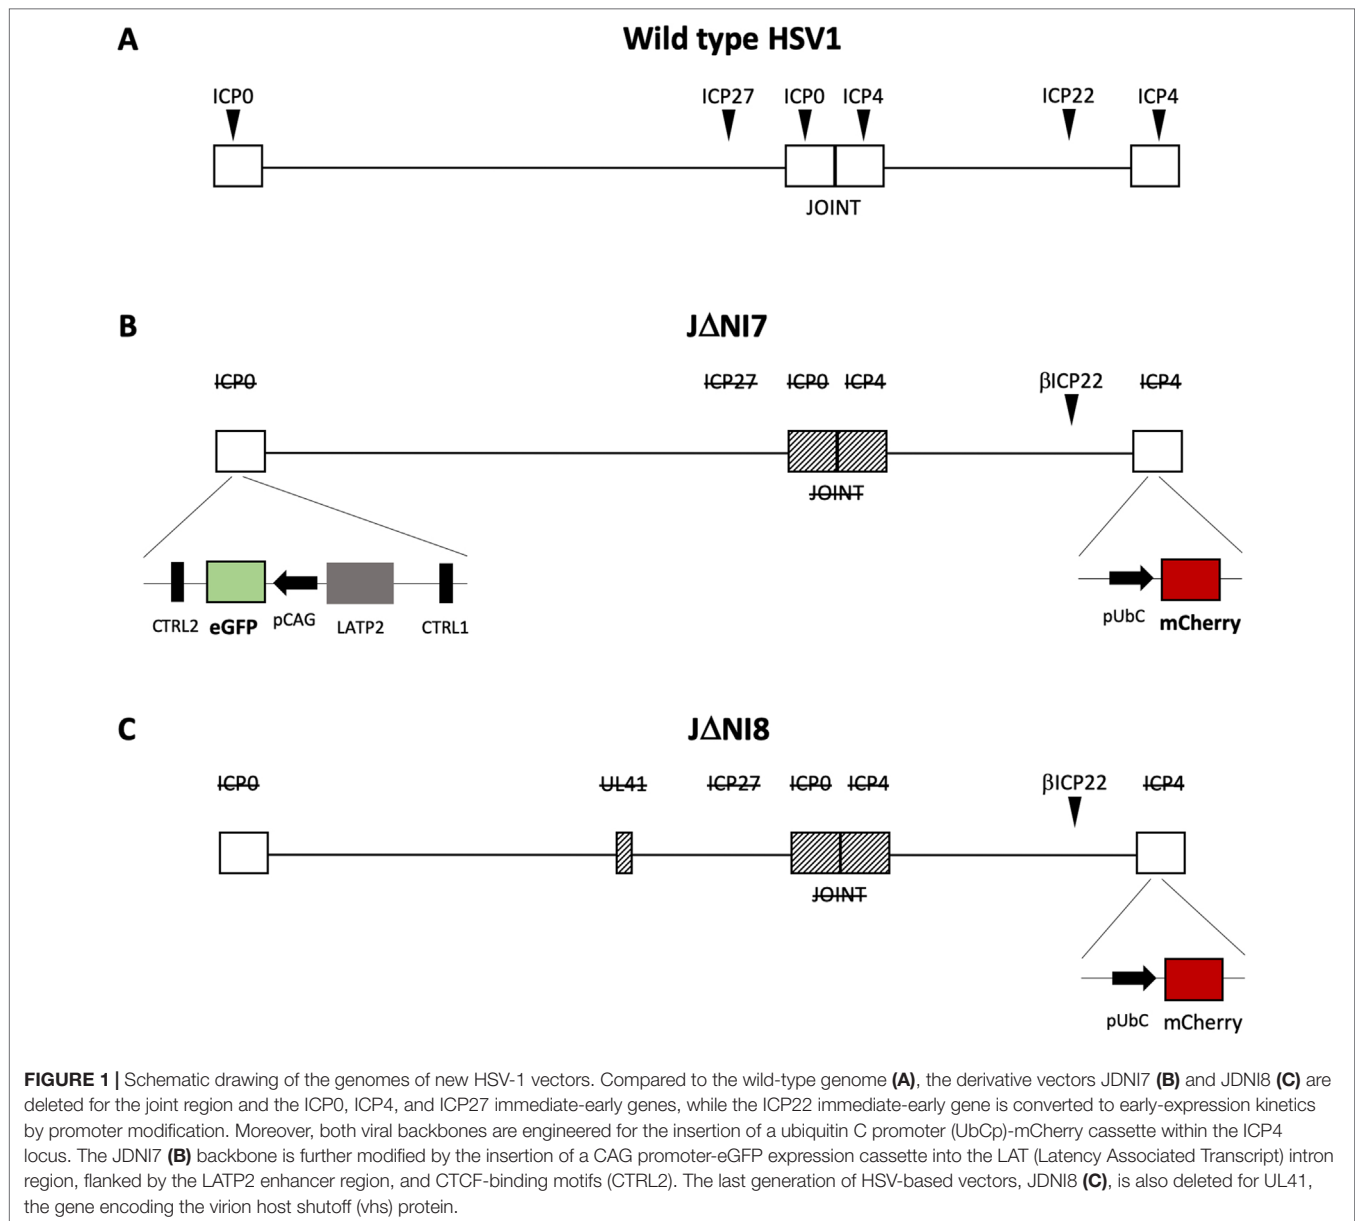 A
Wild type HSV1
ICP0 ICP27 ICP0 ICP4 ICP22 ICP4
JOINT
B
JΔNI7
ICP0 ICP27 ICP0 ICP4 βICP22 ICP4
JOINT
CTRL2 eGFP pCAG LATP2 CTRL1 pUbC mCherry
C
JΔNI8
ICP0 UL41 ICP27 ICP0 ICP4 βICP22 ICP4
JOINT
pUbC mCherry
FIGURE 1 | Schematic drawing of the genomes of new HSV-1 vectors. Compared to the wild-type genome (A), the derivative vectors JDNI7 (B) and JDNI8 (C) are
deleted for the joint region and the ICP0, ICP4, and ICP27 immediate-early genes, while the ICP22 immediate-early gene is converted to early-expression kinetics
by promoter modification. Moreover, both viral backbones are engineered for the insertion of a ubiquitin C promoter (UbCp)-mCherry cassette within the ICP4
locus. The JDNI7 (B) backbone is further modified by the insertion of a CAG promoter-eGFP expression cassette into the LAT (Latency Associated Transcript) intron
region, flanked by the LATP2 enhancer region, and CTCF-binding motifs (CTRL2). The last generation of HSV-based vectors, JDNI8 (C), is also deleted for UL41,
the gene encoding the virion host shutoff (vhs) protein.